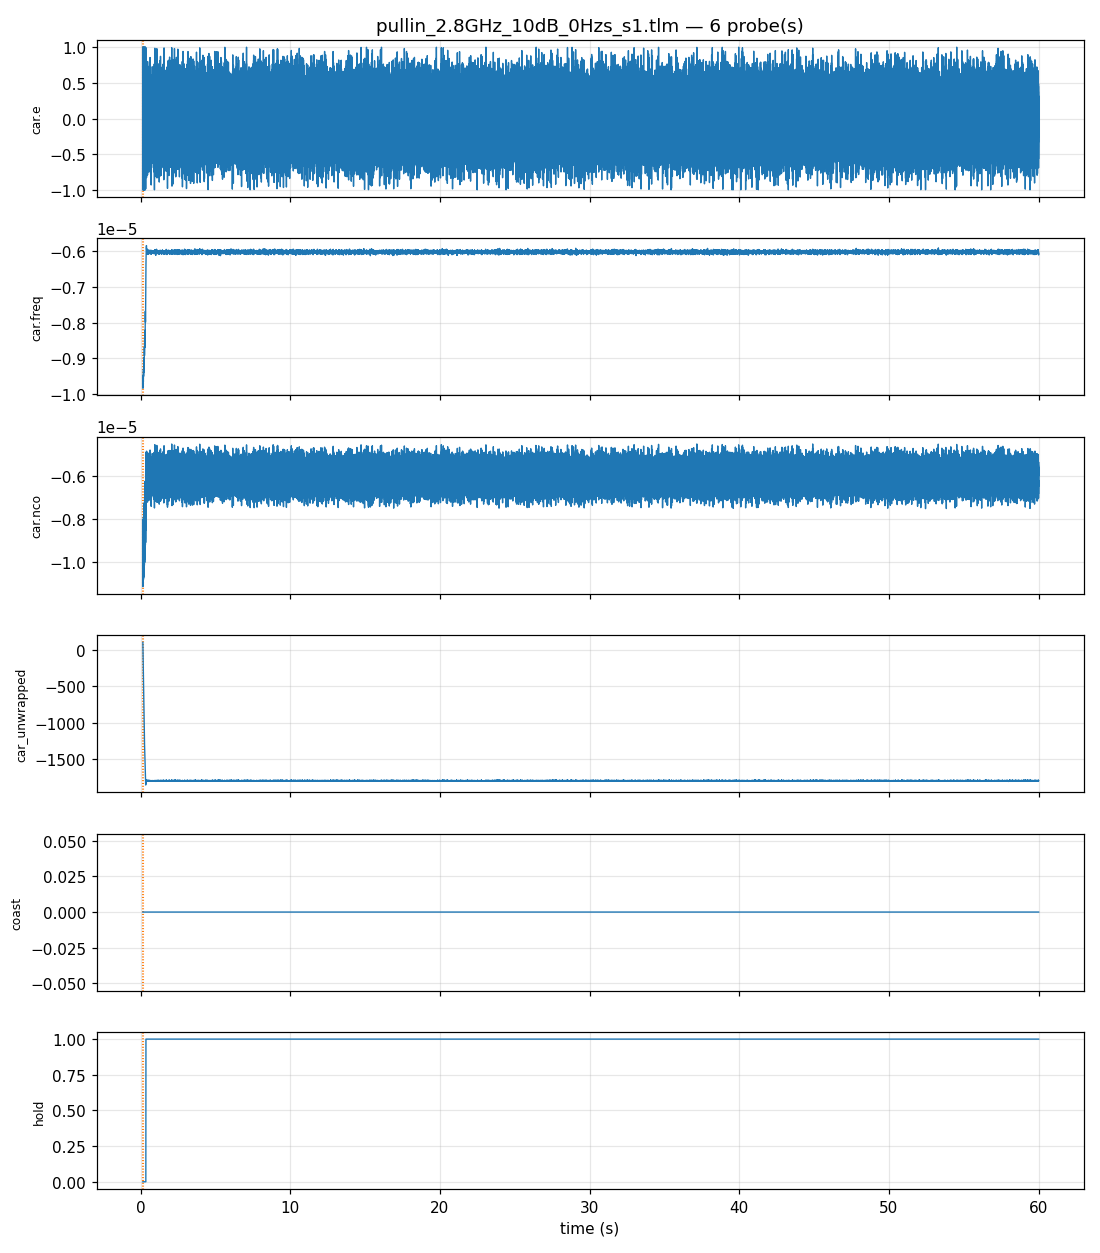 pullin_2.8GHz_10dB_0Hzs_s1.tlm — 6 probe(s)
1.0
0.5
0.0
−0.5
−1.0
car.e
1e−5
−0.6
−0.7
−0.8
−0.9
−1.0
car.freq
1e−5
−0.6
−0.8
−1.0
car.nco
0
−500
−1000
−1500
car_unwrapped
0.050
0.025
0.000
−0.025
−0.050
coast
1.00
0.75
0.50
0.25
0.00
hold
0 10 20 30 40 50 60
time (s)